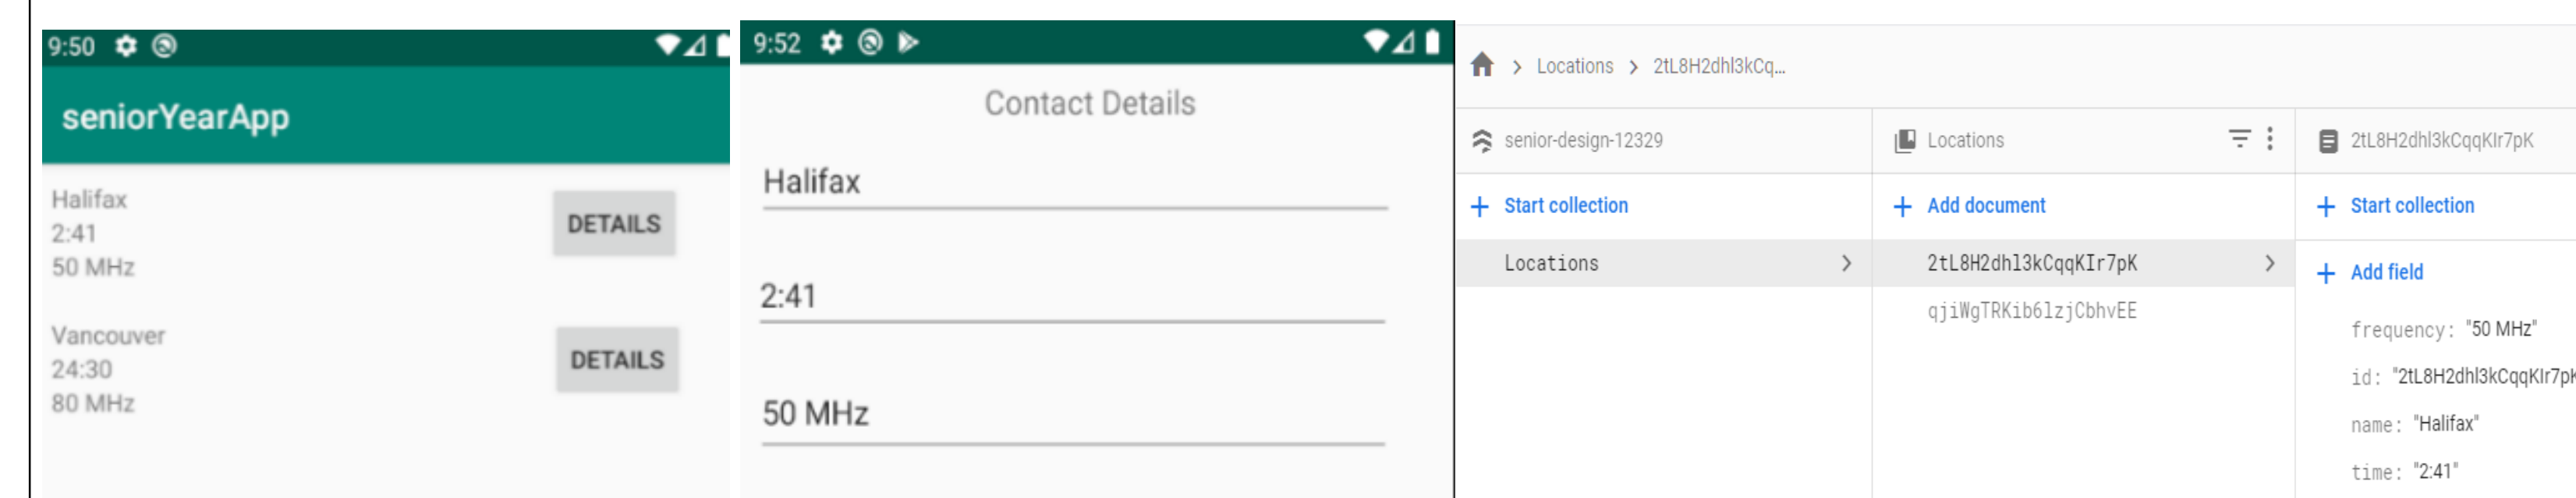 9:50
seniorYearApp
Halifax
2:41
50 MHz
DETAILS
Vancouver
24:30
80 MHz
DETAILS
9:52
Contact Details
Halifax
2:41
50 MHz
Locations
2tL8H2dhl3kCq...
senior-design-12329
Start collection
Locations
Locations
Add document
2tL8H2dhl3kCqqKIr7pK
qjiWgTRKib6lzjCbhvEE
2tL8H2dhl3kCqqKIr7pK
Start collection
Add field
frequency: "50 MHz"
id: "2tL8H2dhl3kCqqKIr7pK
name: "Halifax"
time: "2:41"